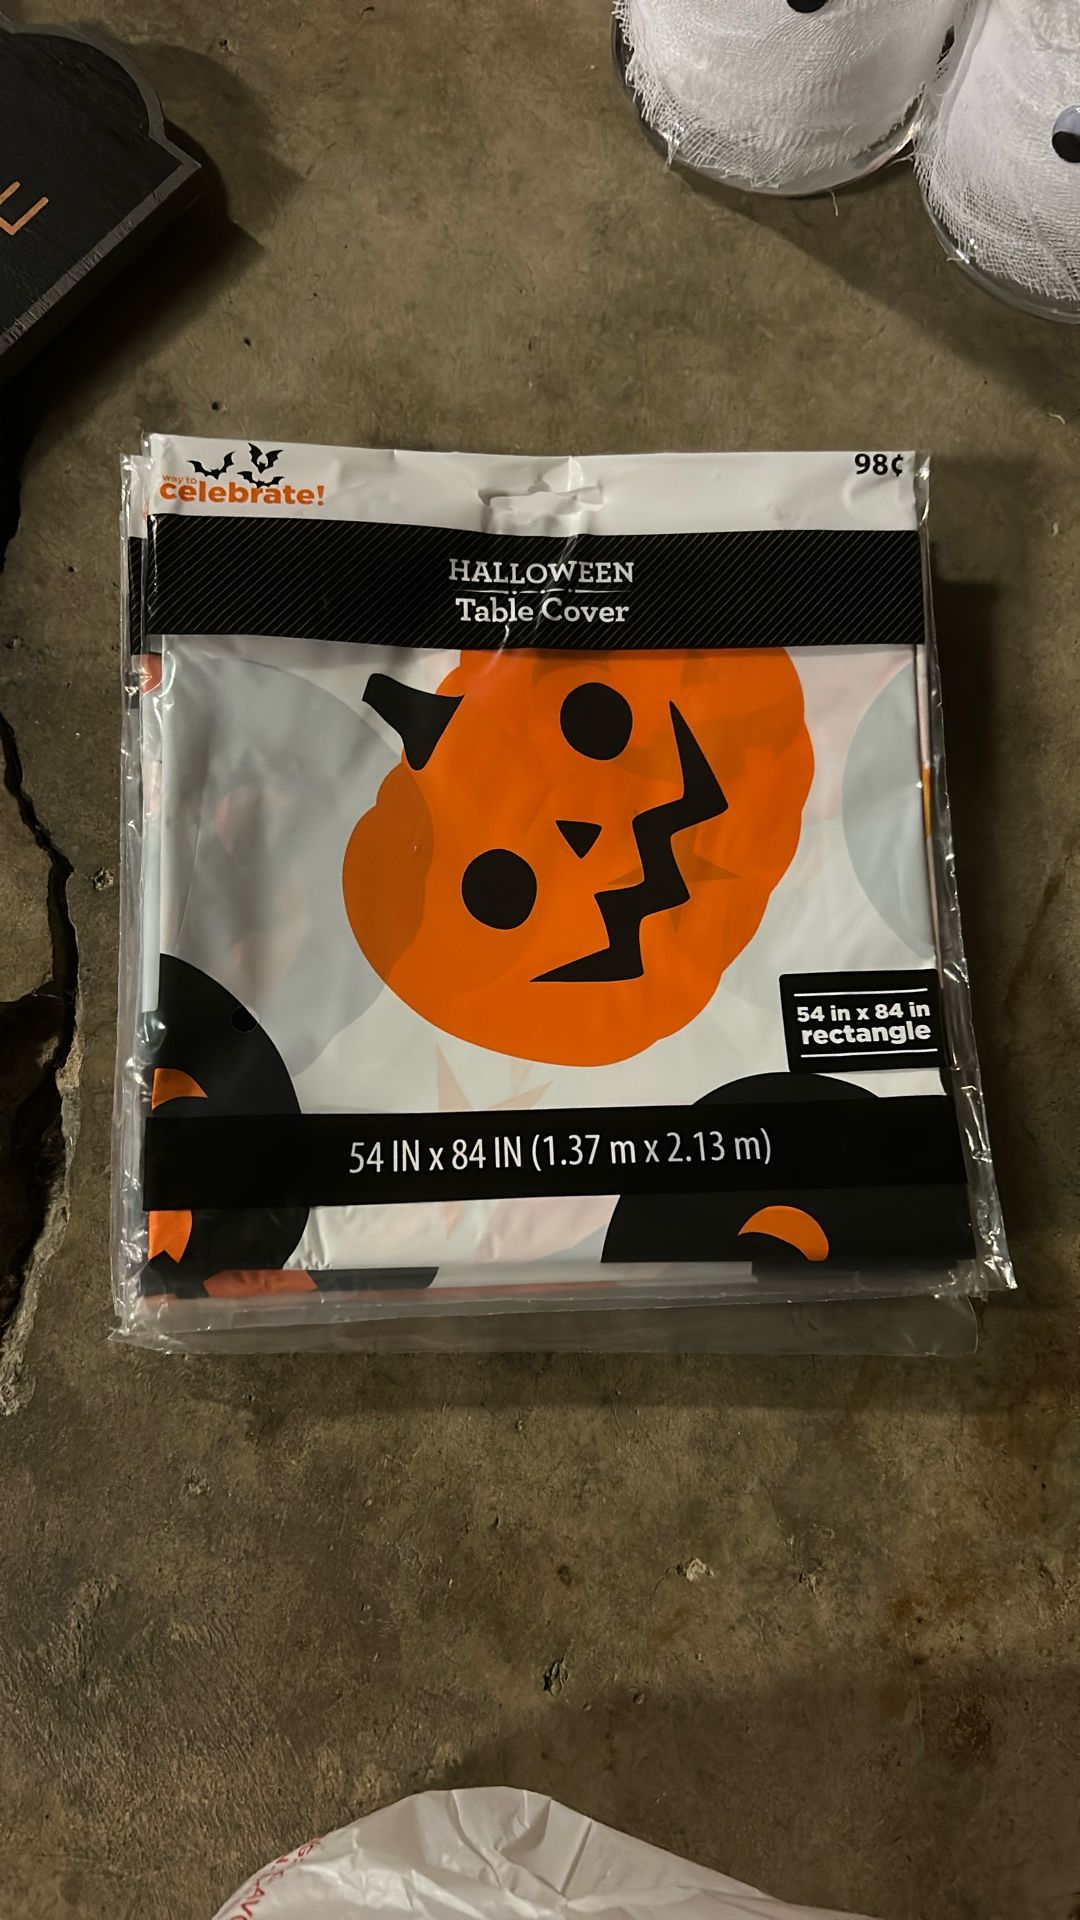 E
way to
celebrate!
98¢
HALLOWEEN
Table Cover
54 in x 84 in
rectangle
54 IN x 84 IN (1.37 m x 2.13 m)